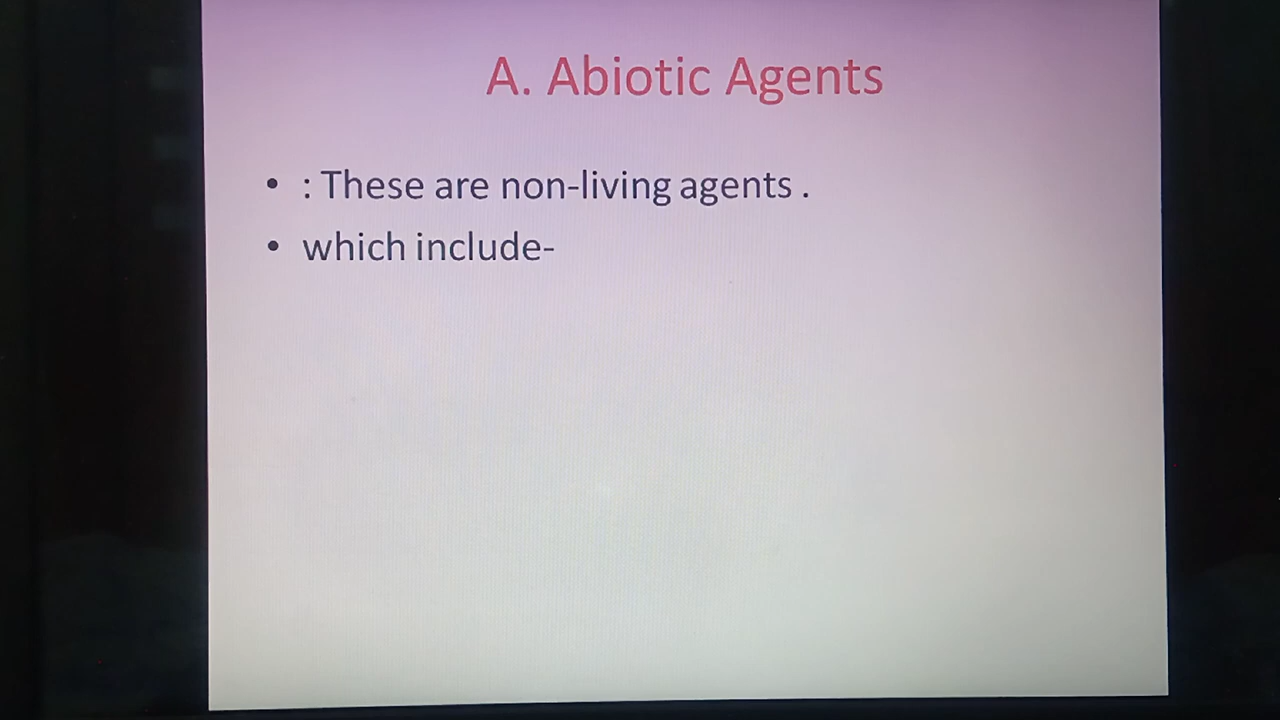 A. Abiotic Agents
• : These are non-living agents .
• which include-